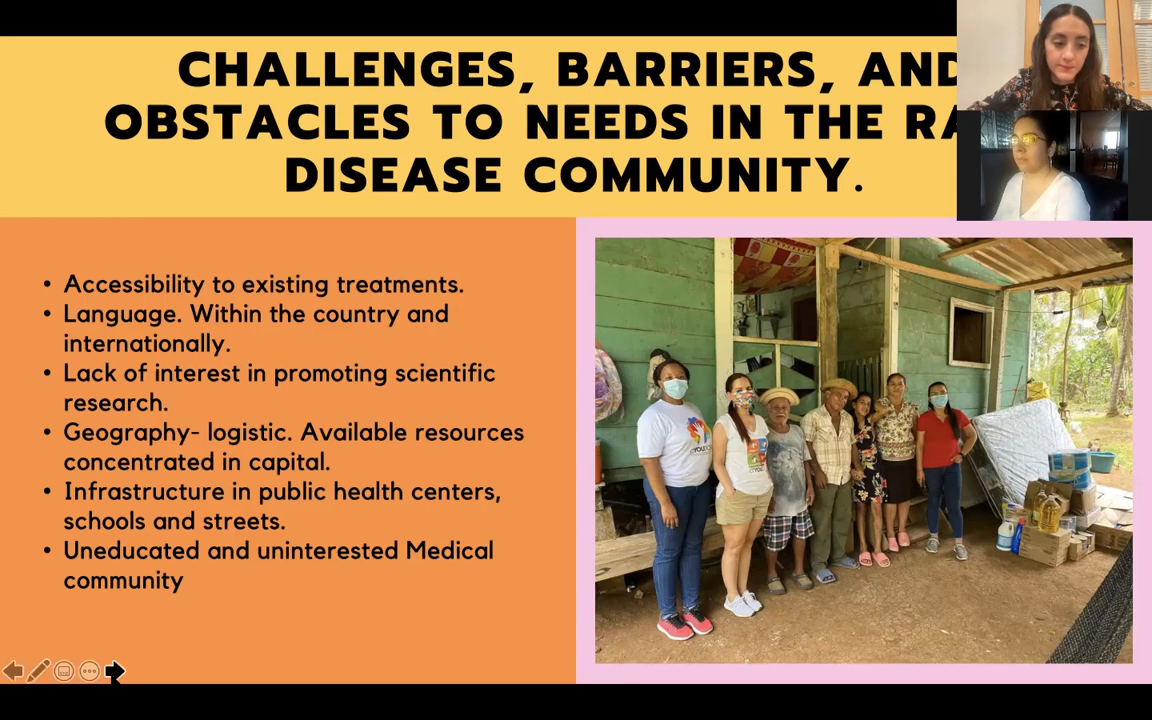 CHALLENGES, BARRIERS, AND
OBSTACLES TO NEEDS IN THE RA
DISEASE COMMUNITY.
• Accessibility to existing treatments.
• Language. Within the country and
internationally.
• Lack of interest in promoting scientific
research.
• Geography- logistic. Available resources
concentrated in capital.
• Infrastructure in public health centers,
schools and streets.
• Uneducated and uninterested Medical
community